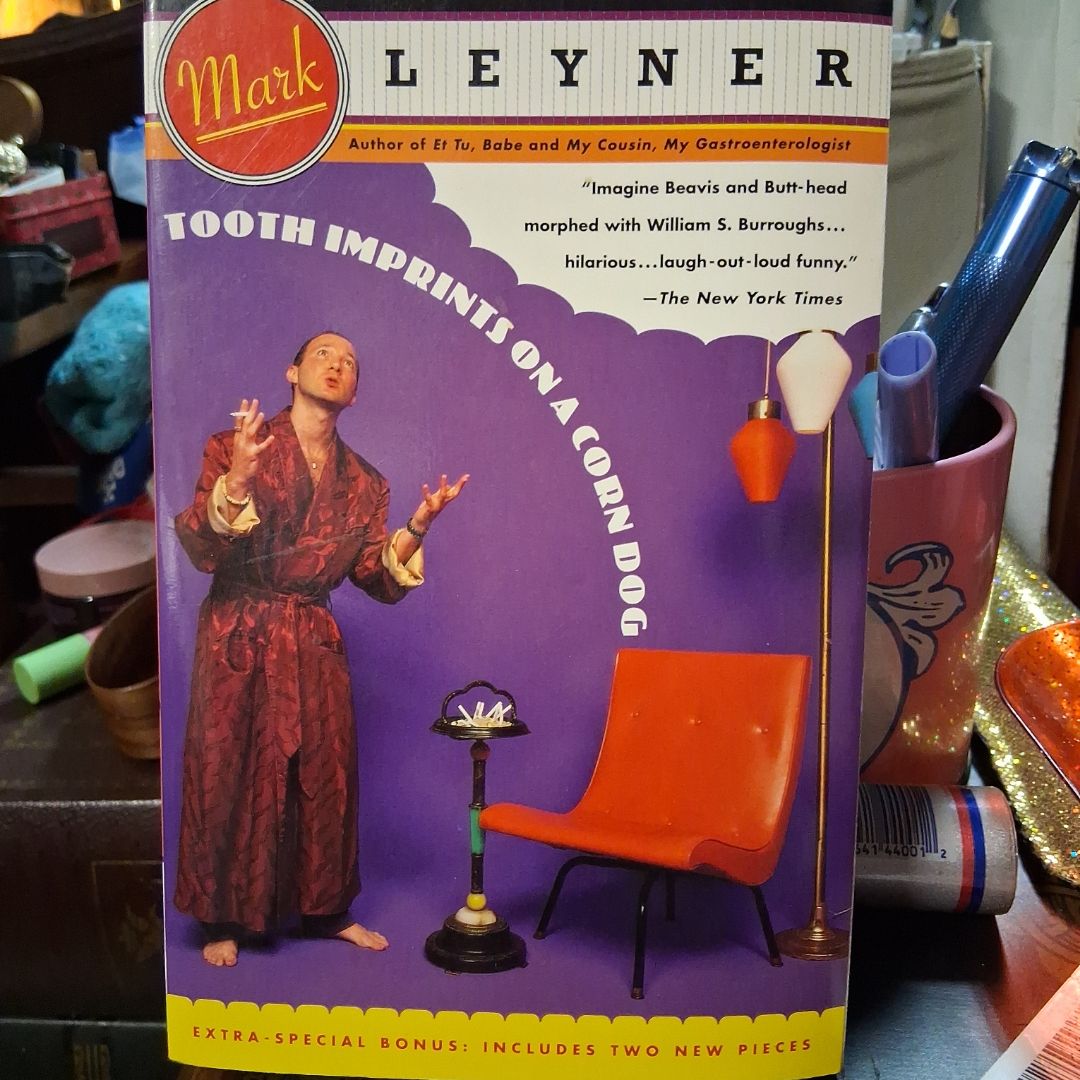 Mark LEYNER
Author of Et Tu, Babe and My Cousin, My Gastroenterologist
"Imagine Beavis and Butt-head
morphed with William S. Burroughs...
hilarious...laugh-out-loud funny."
—The New York Times
TOOTH IMPRINTS ON A CORN DOG
EXTRA-SPECIAL BONUS: INCLUDES TWO NEW PIECES
44001 2